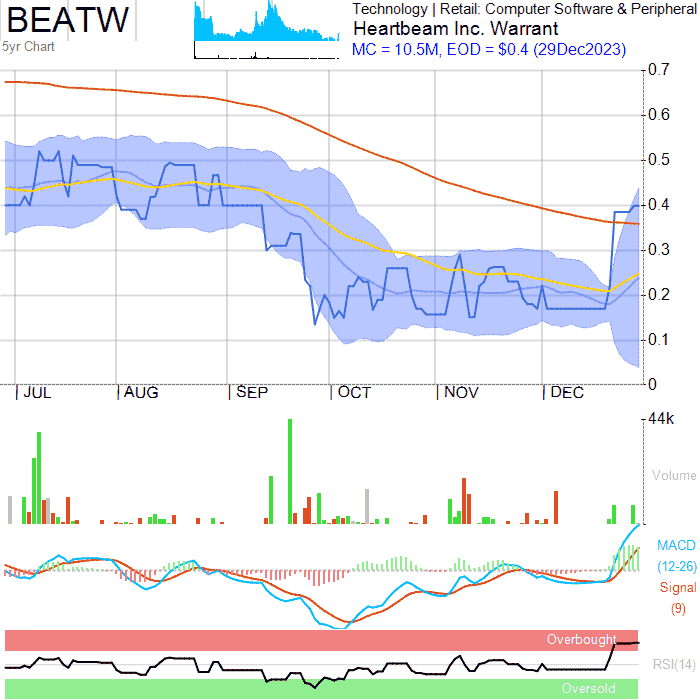 BEATW
5yr Chart
Technology | Retail: Computer Software & Peripheral
Heartbeam Inc. Warrant
MC = 10.5M, EOD = $0.4 (29Dec2023)
0.7
0.6
0.5
0.4
0.3
0.2
0.1
0
JUL AUG SEP OCT NOV DEC
44k
Volume
MACD
(12-26)
Signal
(9)
Overbought
RSI(14)
Oversold